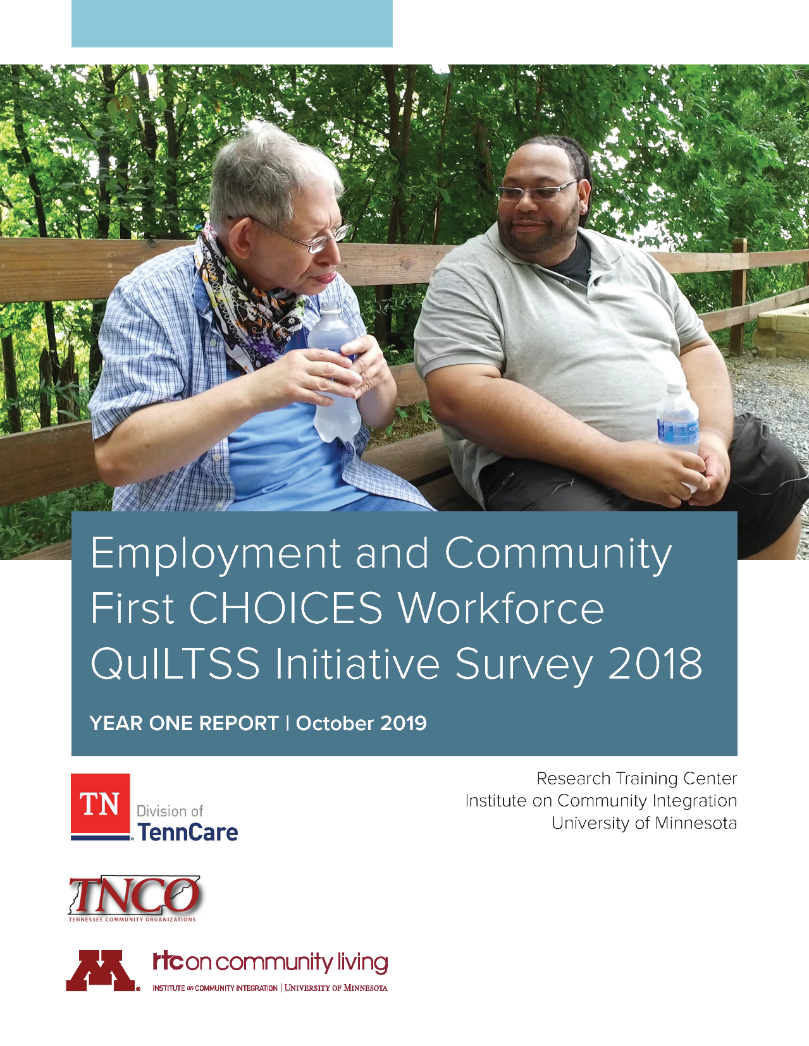 Employment and Community
First CHOICES Workforce
QuILTSS Initiative Survey 2018
YEAR ONE REPORT | October 2019
Research Training Center
Institute on Community Integration
University of Minnesota
TN
Division of
TennCare
TNCO
TENNESSEE COMMUNITY ORGANIZATIONS
M
rtc on community living
INSTITUTE on COMMUNITY INTEGRATION | UNIVERSITY OF MINNESOTA